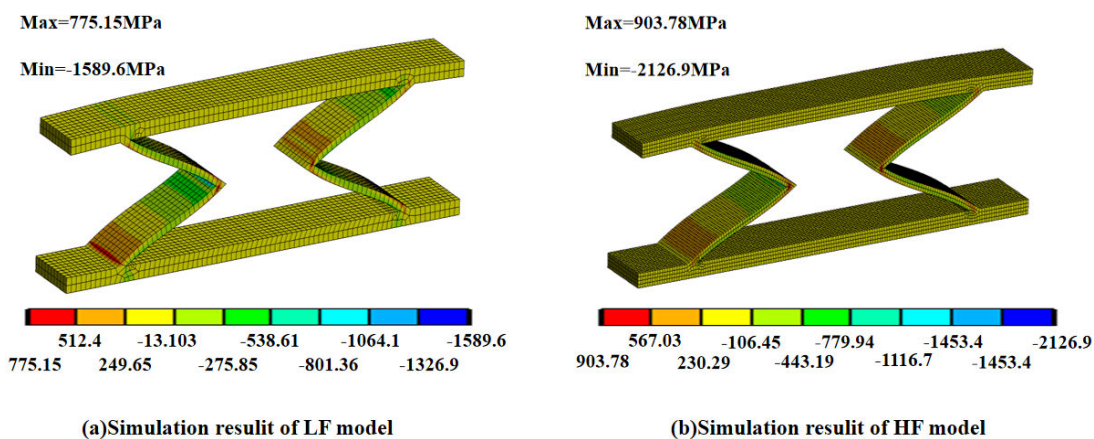 Max=775.15MPa
Min=-1589.6MPa
512.4 -13.103 -538.61 -1064.1 -1589.6
775.15 249.65 -275.85 -801.36 -1326.9
(a)Simulation resulit of LF model
Max=903.78MPa
Min=-2126.9MPa
567.03 -106.45 -779.94 -1453.4 -2126.9
903.78 230.29 -443.19 -1116.7 -1453.4
(b)Simulation resulit of HF model